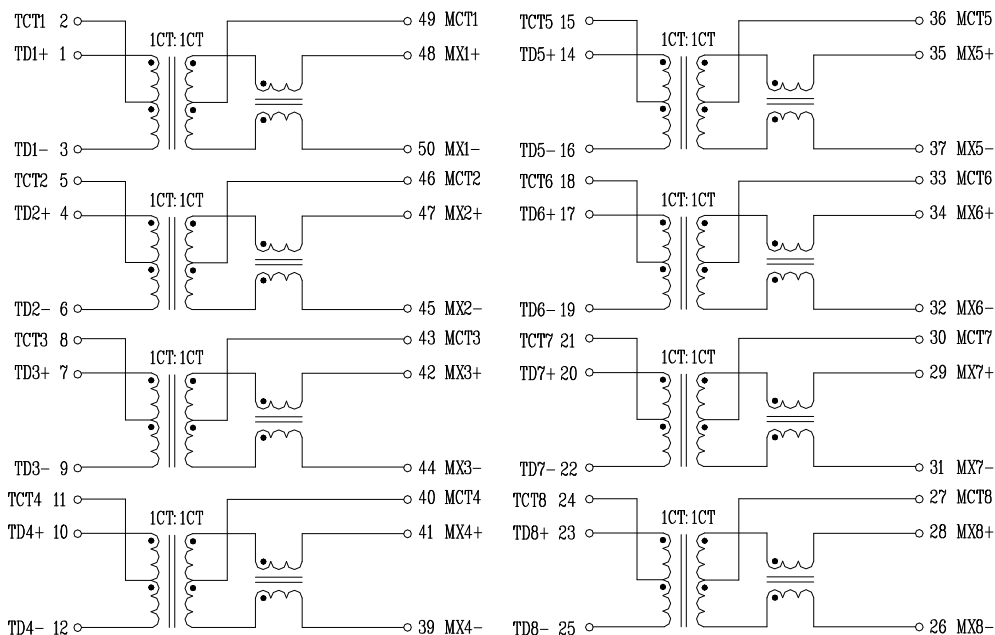 TCT1 2 49 MCT1
1CT:1CT
TD1+ 1 48 MX1+
TD1- 3 50 MX1-
TCT2 5 46 MCT2
1CT:1CT
TD2+ 4 47 MX2+
TD2- 6 45 MX2-
TCT3 8 43 MCT3
1CT:1CT
TD3+ 7 42 MX3+
TD3- 9 44 MX3-
TCT4 11 40 MCT4
1CT:1CT
TD4+ 10 41 MX4+
TD4- 12 39 MX4-
TCT5 15 36 MCT5
1CT:1CT
TD5+ 14 35 MX5+
TD5- 16 37 MX5-
TCT6 18 33 MCT6
1CT:1CT
TD6+ 17 34 MX6+
TD6- 19 32 MX6-
TCT7 21 30 MCT7
1CT:1CT
TD7+ 20 29 MX7+
TD7- 22 31 MX7-
TCT8 24 27 MCT8
1CT:1CT
TD8+ 23 28 MX8+
TD8- 25 26 MX8-